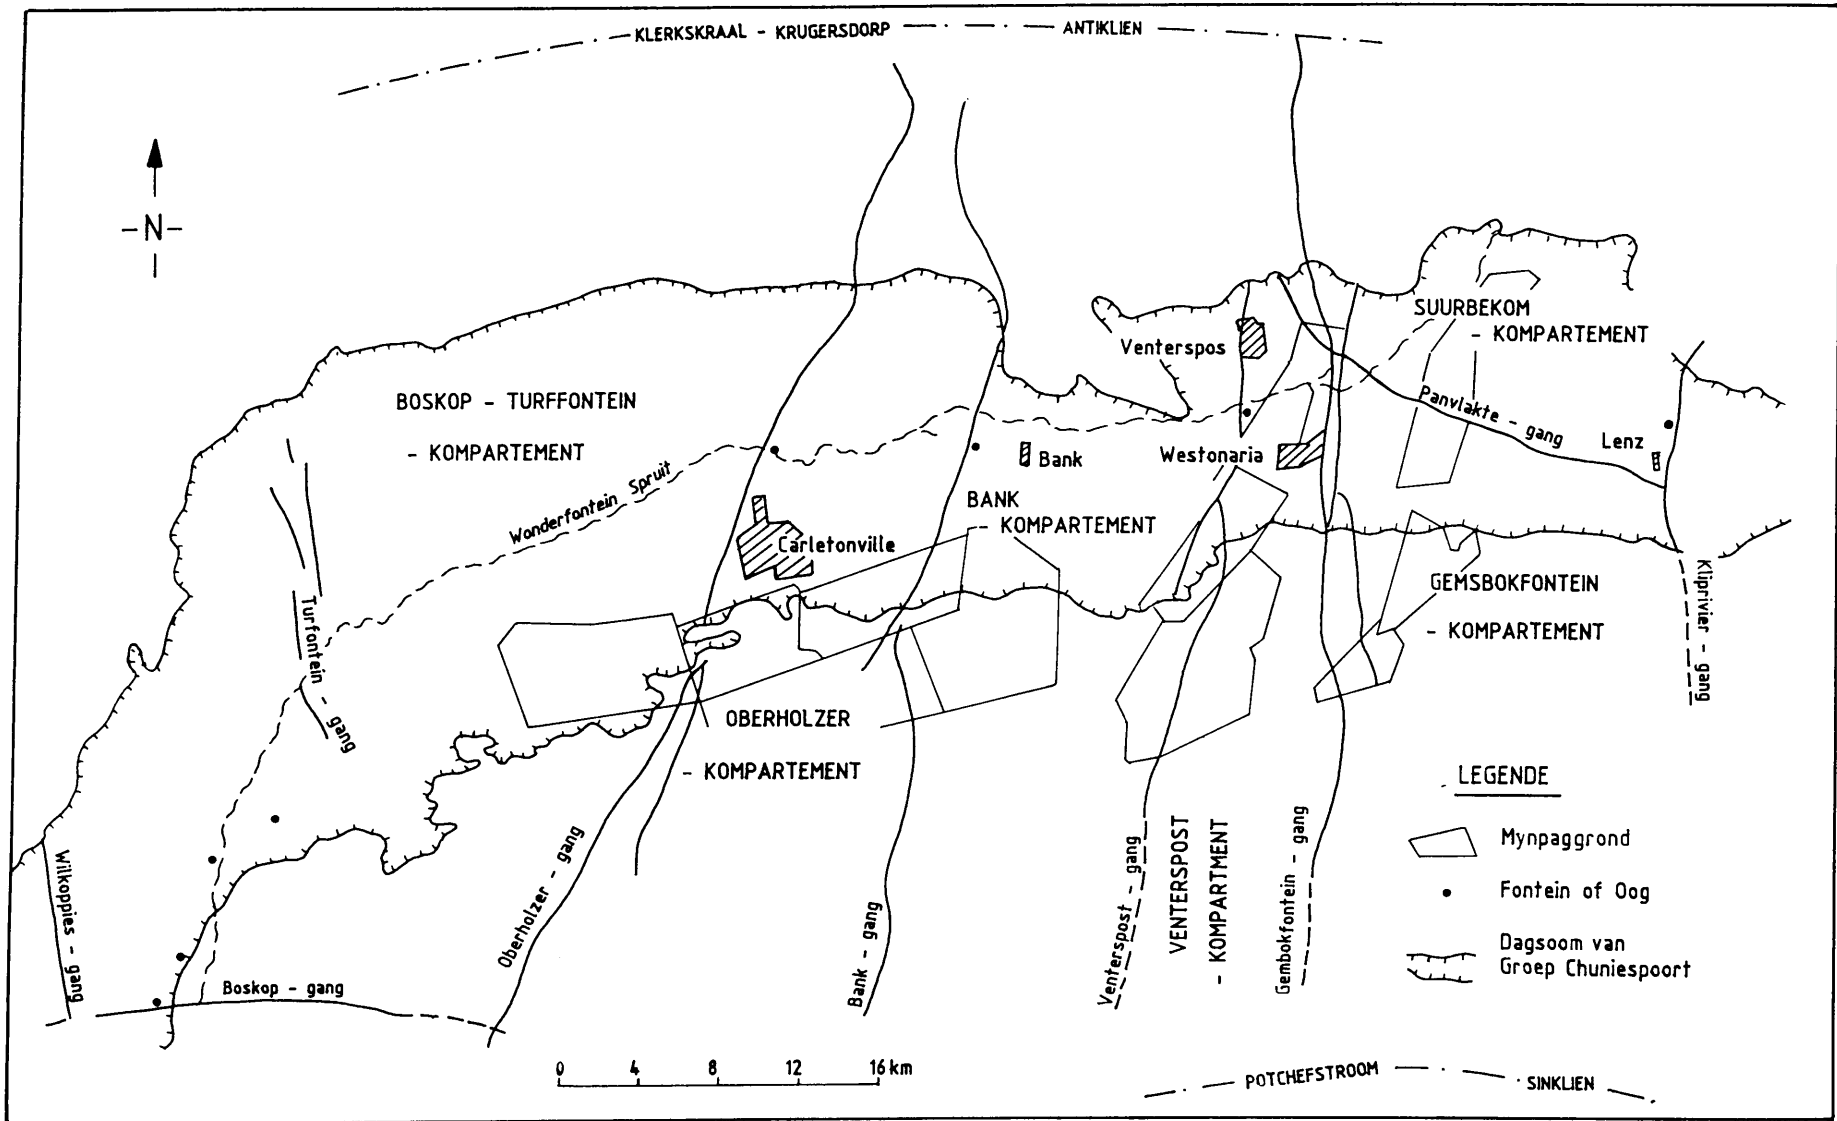 KLERKSKRAAL - KRUGERSDORP ANTIKLIEN
- N -
SUURBEKOM
- KOMPARTEMENT
Venterspos
BOSKOP - TURFFONTEIN
- KOMPARTEMENT
Panvlakte - gang
Lenz
Bank
Westonaria
Wonderfontein Spruit
BANK
- KOMPARTEMENT
Carletonville
GEMSBOKFONTEIN
- KOMPARTEMENT
Turfontein - gang
Kliprivier - gang
OBERHOLZER
- KOMPARTEMENT
Wilkoppies - gang
Boskop - gang
Oberholzer - gang
Bank - gang
Venterspost - gang
VENTERSPOST
- KOMPARTMENT
Gembokfontein - gang
LEGENDE
Mynpaggrond
Fontein of Oog
Dagsoom van
Groep Chuniespoort
0 4 8 12 16 km
POTCHEFSTROOM - SINKLIEN